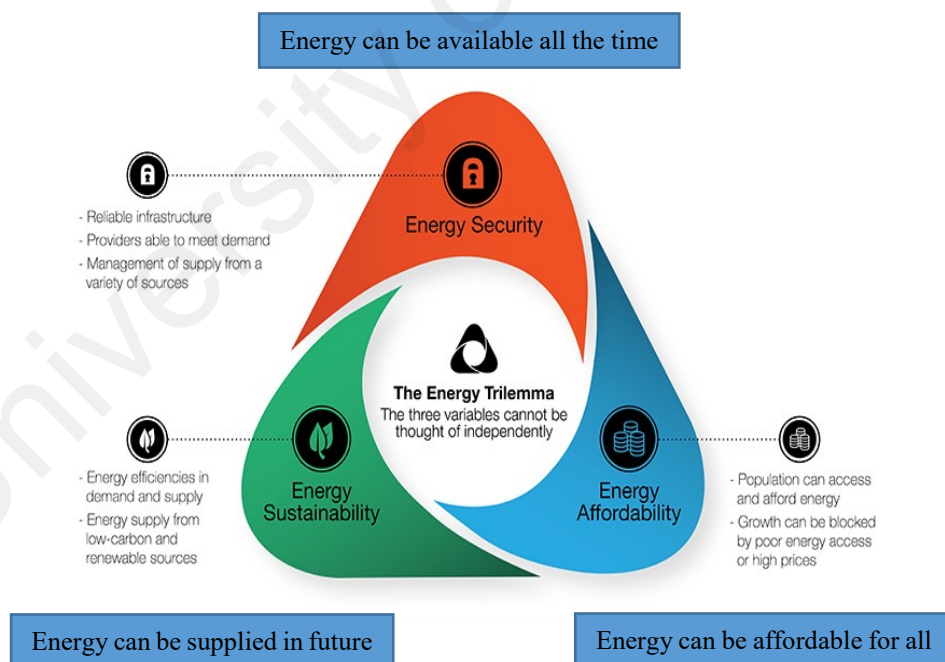 Energy can be available all the time
Energy Security
- Reliable infrastructure
- Providers able to meet demand
- Management of supply from a
variety of sources
The Energy Trilemma
The three variables cannot be
thought of independently
Energy
Sustainability
- Energy efficiencies in
demand and supply
- Energy supply from
low-carbon and
renewable sources
Energy
Affordability
- Population can access
and afford energy
- Growth can be blocked
by poor energy access
or high prices
Energy can be supplied in future
Energy can be affordable for all
University